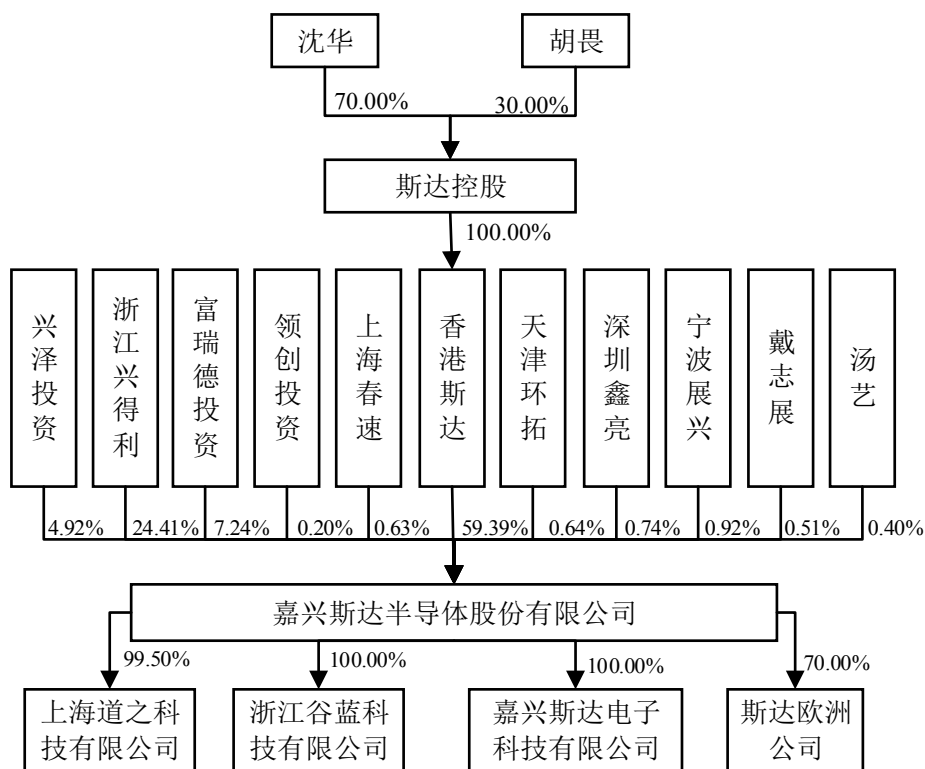 沈华
胡畏
70.00%
30.00%
斯达控股
100.00%
兴泽投资
浙江兴得利
富瑞德投资
领创投资
上海春速
香港斯达
天津环拓
深圳鑫亮
宁波展兴
戴志展
汤艺
4.92%
24.41%
7.24%
0.20%
0.63%
59.39%
0.64%
0.74%
0.92%
0.51%
0.40%
嘉兴斯达半导体股份有限公司
99.50%
100.00%
100.00%
70.00%
上海道之科
技有限公司
浙江谷蓝科
技有限公司
嘉兴斯达电子
科技有限公司
斯达欧洲
公司